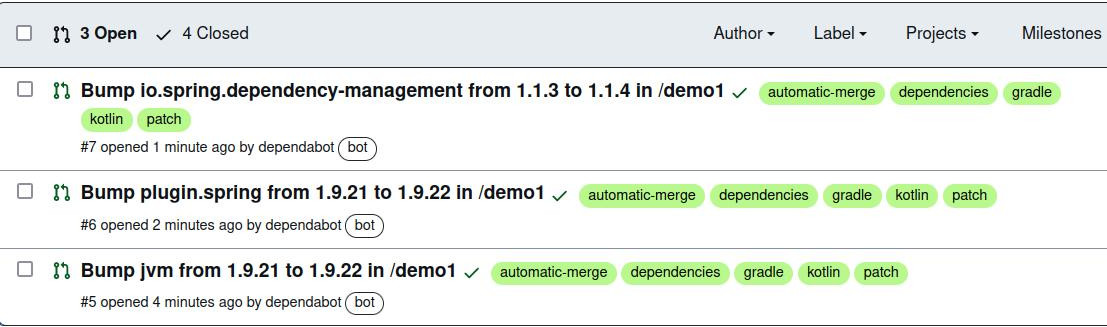 3 Open 4 Closed Author Label Projects Milestones
Bump io.spring.dependency-management from 1.1.3 to 1.1.4 in /demo1 automatic-merge dependencies gradle
kotlin patch
#7 opened 1 minute ago by dependabot bot
Bump plugin.spring from 1.9.21 to 1.9.22 in /demo1 automatic-merge dependencies gradle kotlin patch
#6 opened 2 minutes ago by dependabot bot
Bump jvm from 1.9.21 to 1.9.22 in /demo1 automatic-merge dependencies gradle kotlin patch
#5 opened 4 minutes ago by dependabot bot